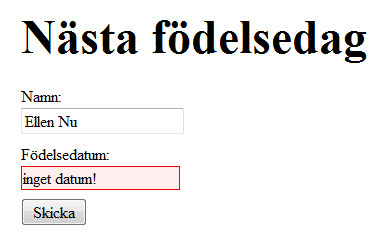 Nästa födelsedag
Namn:
Ellen Nu
Födelsedatum:
inget datum!
Skicka